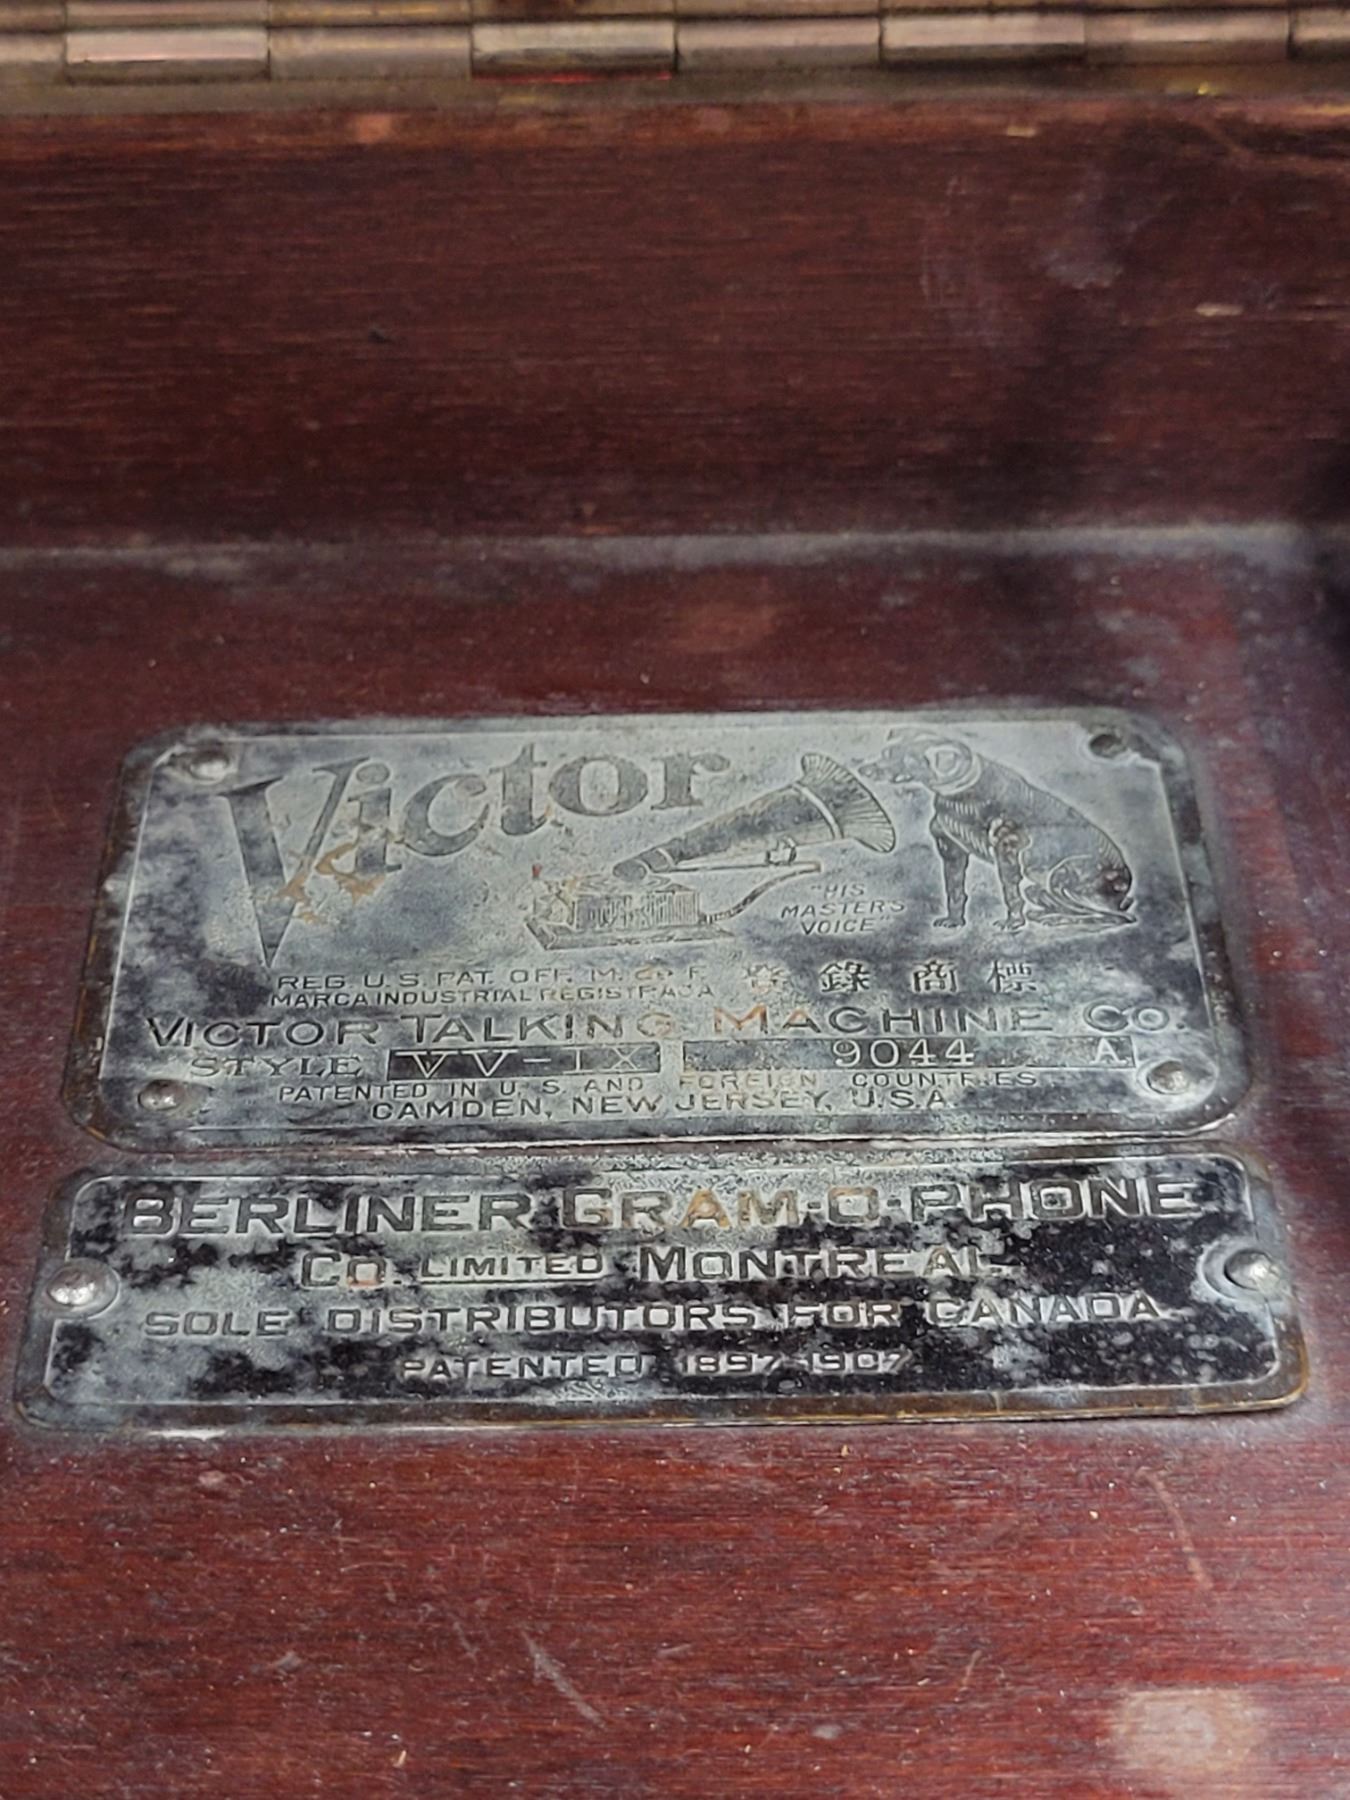 Victor
"HIS
MASTER'S
VOICE"
REG. U.S. PAT. OFF. M. DE F. 登錄商標
MARCA INDUSTRIAL REGISTRADA
VICTOR TALKING MACHINE CO.
STYLE VV-IX 9044 A.
PATENTED IN U.S. AND FOREIGN COUNTRIES
CAMDEN, NEW JERSEY, U.S.A.
BERLINER GRAM-O-PHONE
CO. LIMITED MONTREAL
SOLE DISTRIBUTORS FOR CANADA
PATENTED 1897-1907